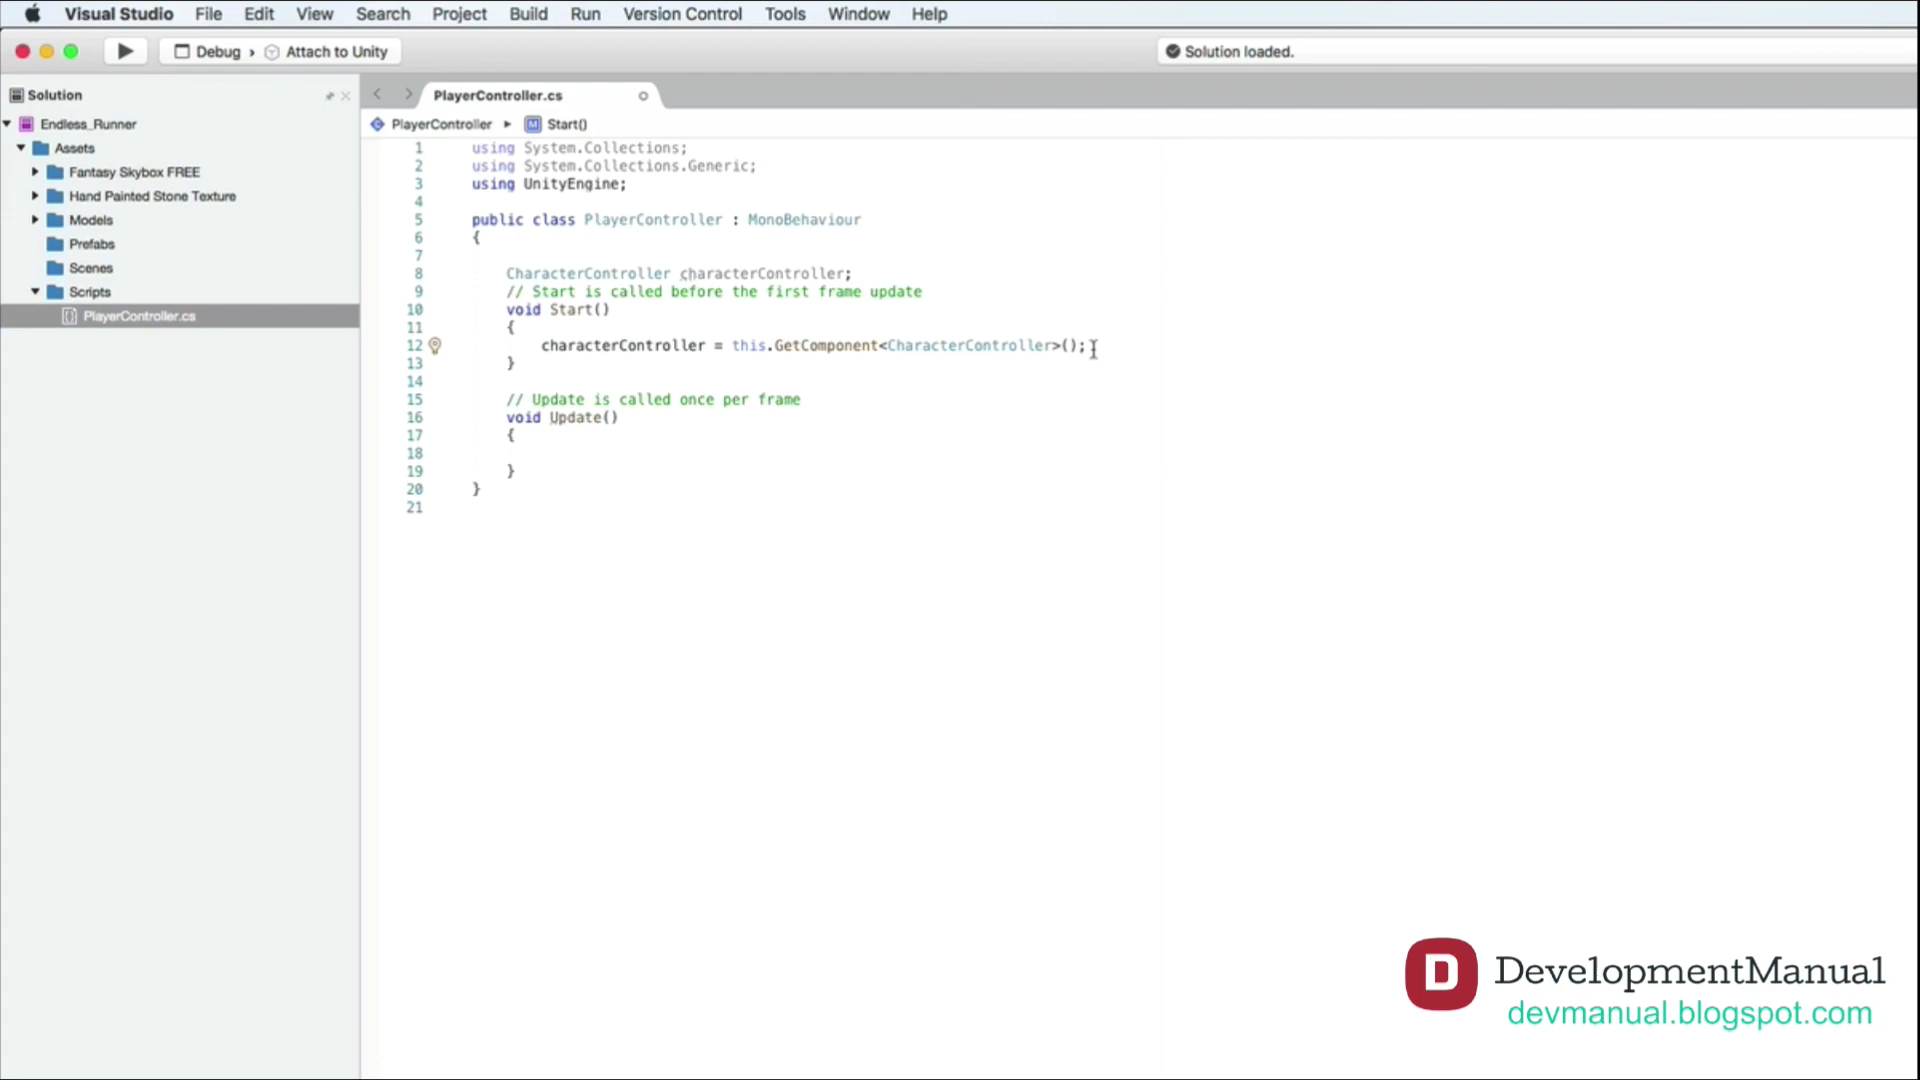 Visual Studio File Edit View Search Project Build Run Version Control Tools Window Help
Debug › Attach to Unity
Solution loaded.
Solution
PlayerController.cs
Endless_Runner
PlayerController ▸ M Start()
Assets
Fantasy Skybox FREE
Hand Painted Stone Texture
Models
Prefabs
Scenes
Scripts
{} PlayerController.cs
1 using System.Collections;
2 using System.Collections.Generic;
3 using UnityEngine;
4
5 public class PlayerController : MonoBehaviour
6 {
7
8 CharacterController characterController;
9 // Start is called before the first frame update
10 void Start()
11 {
12 characterController = this.GetComponent<CharacterController>();
13 }
14
15 // Update is called once per frame
16 void Update()
17 {
18
19 }
20 }
21
D DevelopmentManual
devmanual.blogspot.com